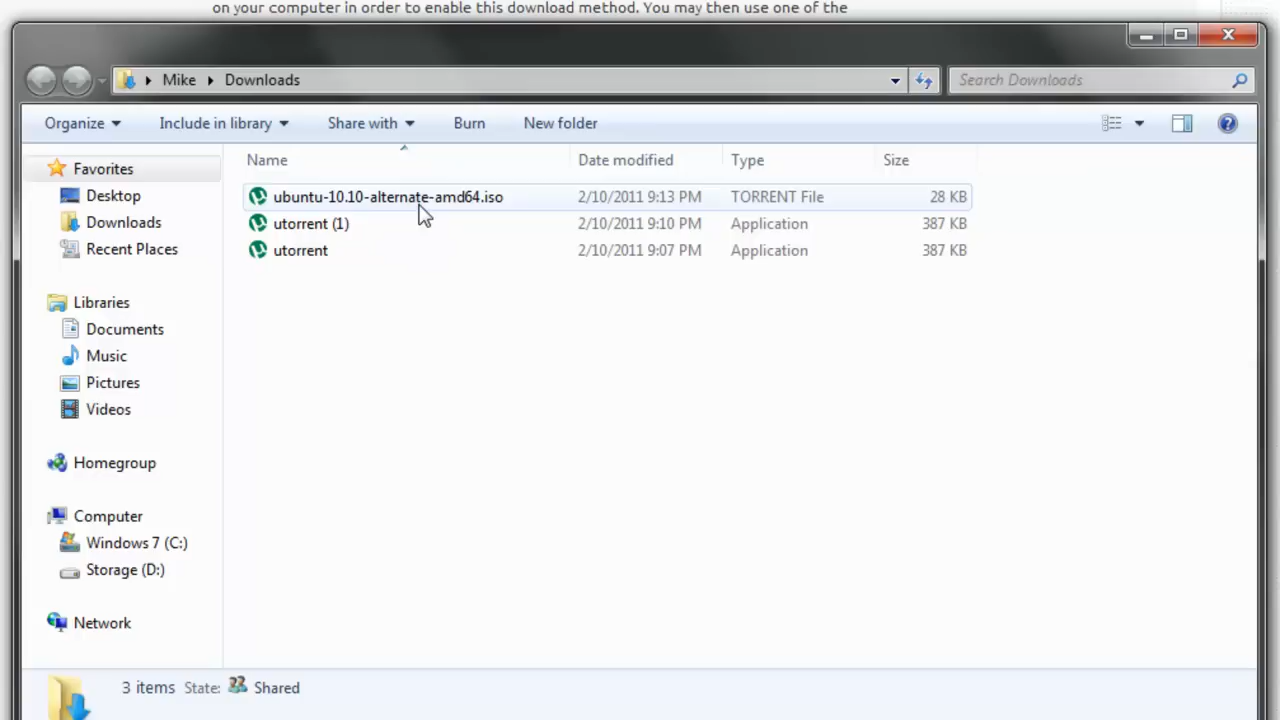 on your computer in order to enable this download method. You may then use one of the
Mike Downloads
Search Downloads
Organize Include in library Share with Burn New folder
Name Date modified Type Size
Favorites
Desktop
Downloads
Recent Places
Libraries
Documents
Music
Pictures
Videos
Homegroup
Computer
Windows 7 (C:)
Storage (D:)
Network
ubuntu-10.10-alternate-amd64.iso 2/10/2011 9:13 PM TORRENT File 28 KB
utorrent (1) 2/10/2011 9:10 PM Application 387 KB
utorrent 2/10/2011 9:07 PM Application 387 KB
3 items State: Shared